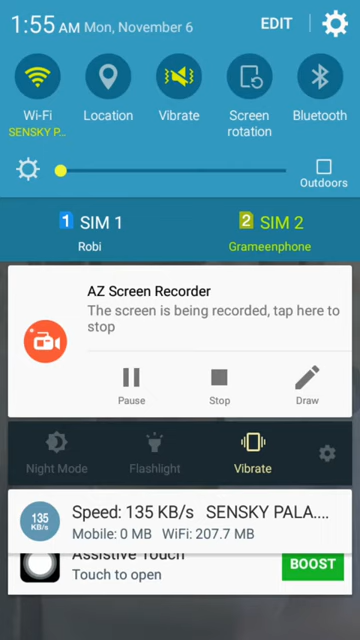 1:55 AM Mon, November 6 EDIT
Wi-Fi Location Vibrate Screen rotation Bluetooth
SENSKY P...
Outdoors
1 SIM 1 2 SIM 2
Robi Grameenphone
AZ Screen Recorder
The screen is being recorded, tap here to
stop
Pause Stop Draw
Night Mode Flashlight Vibrate
135 KB/s
Speed: 135 KB/s SENSKY PALA....
Mobile: 0 MB WiFi: 207.7 MB
Assistive Touch
Touch to open
BOOST